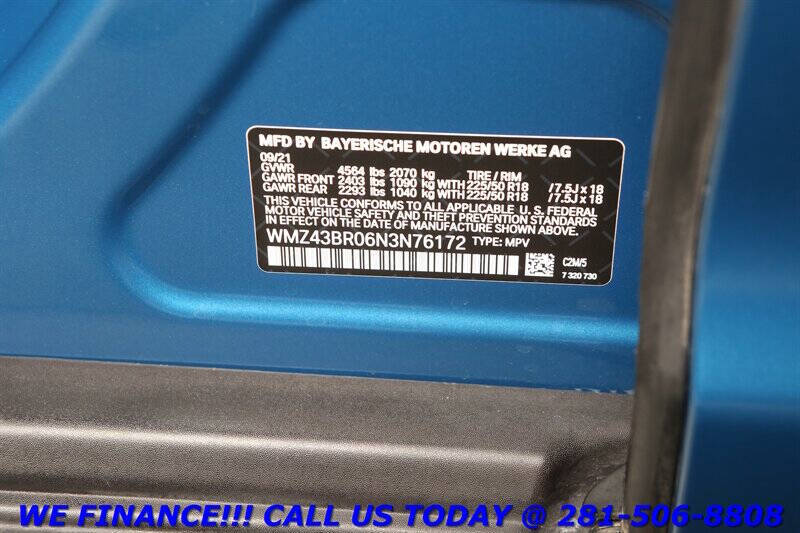 MFD BY BAYERISCHE MOTOREN WERKE AG
09/21
GVWR 4564 lbs 2070 kg TIRE / RIM
GAWR FRONT 2403 lbs 1090 kg WITH 225/50 R18 /7.5J x 18
GAWR REAR 2293 lbs 1040 kg WITH 225/50 R18 /7.5J x 18
THIS VEHICLE CONFORMS TO ALL APPLICABLE U. S. FEDERAL
MOTOR VEHICLE SAFETY AND THEFT PREVENTION STANDARDS
IN EFFECT ON THE DATE OF MANUFACTURE SHOWN ABOVE.
WMZ43BR06N3N76172 TYPE: MPV
C2M/5
7 320 730
WE FINANCE!!! CALL US TODAY @ 281-506-8808